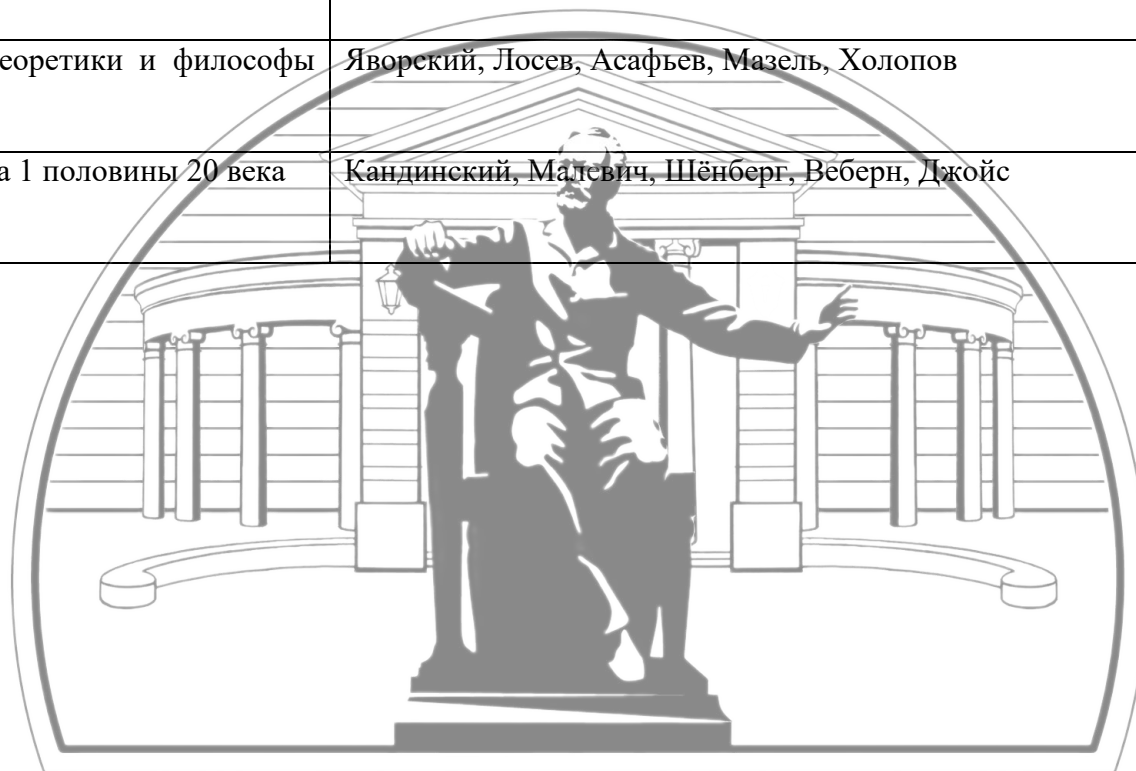 еоретики и философы Яворский, Лосев, Асафьев, Мазель, Холопов
а 1 половины 20 века Кандинский, Малевич, Шёнберг, Веберн, Джойс